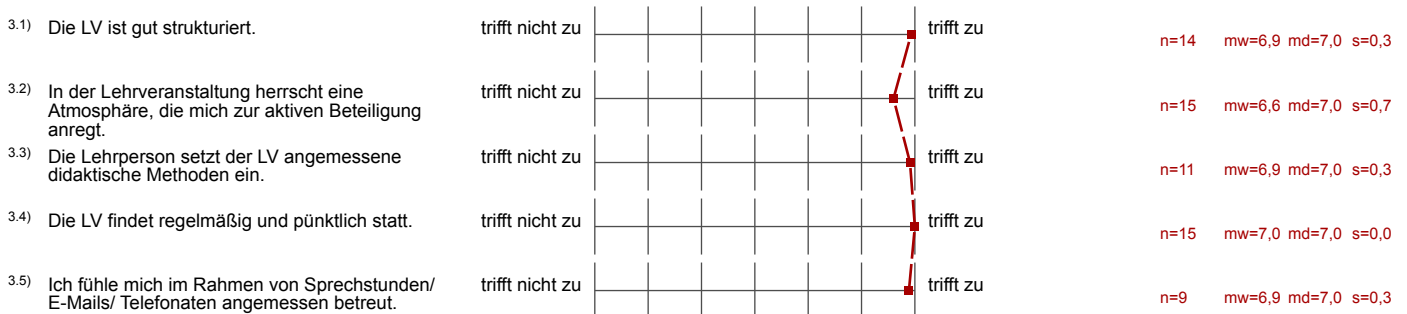 3.1) Die LV ist gut strukturiert. trifft nicht zu trifft zu n=14 mw=6,9 md=7,0 s=0,3
3.2) In der Lehrveranstaltung herrscht eine trifft nicht zu trifft zu
Atmosphäre, die mich zur aktiven Beteiligung n=15 mw=6,6 md=7,0 s=0,7
anregt.
3.3) Die Lehrperson setzt der LV angemessene trifft nicht zu trifft zu
didaktische Methoden ein. n=11 mw=6,9 md=7,0 s=0,3
3.4) Die LV findet regelmäßig und pünktlich statt. trifft nicht zu trifft zu n=15 mw=7,0 md=7,0 s=0,0
3.5) Ich fühle mich im Rahmen von Sprechstunden/ trifft nicht zu trifft zu
E-Mails/ Telefonaten angemessen betreut. n=9 mw=6,9 md=7,0 s=0,3